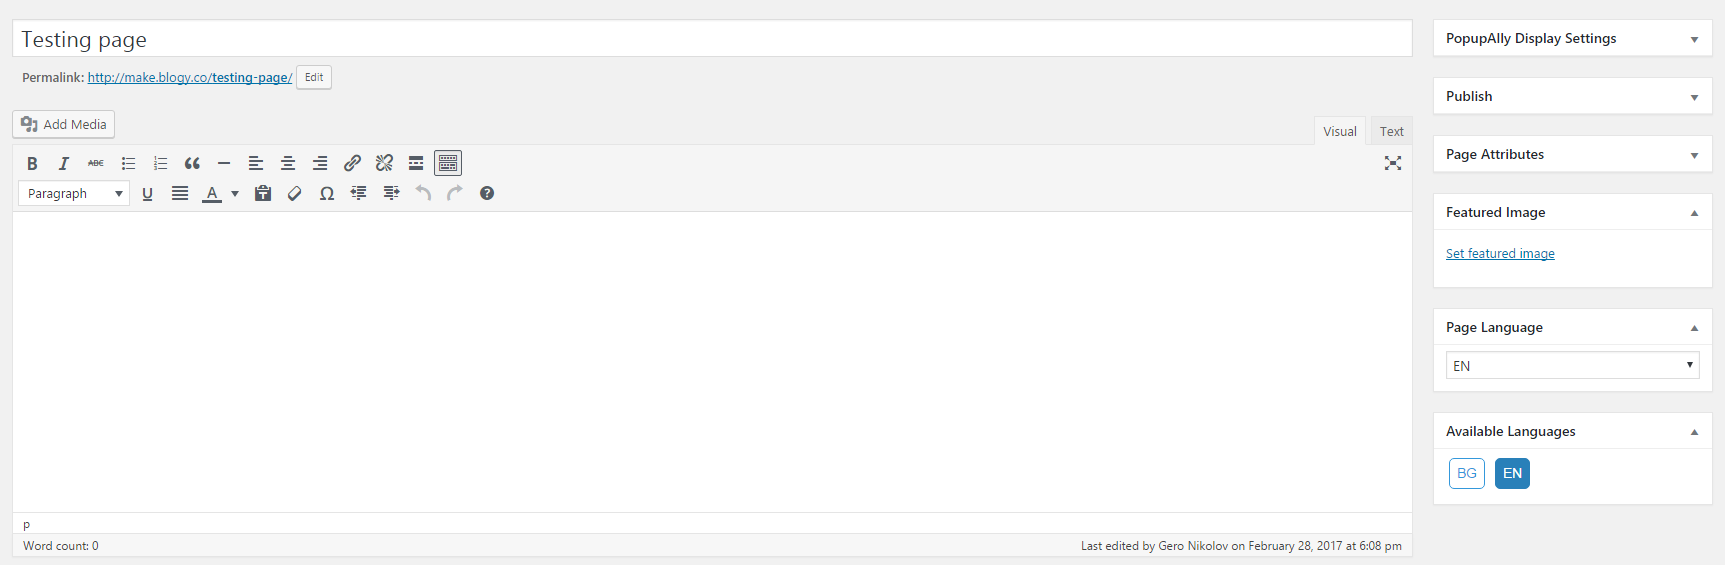 Testing page
Permalink: http://make.blogy.co/testing-page/ Edit
Add Media
Visual Text
B I ABC
Paragraph U A Ω
p
Word count: 0
Last edited by Gero Nikolov on February 28, 2017 at 6:08 pm
PopupAlly Display Settings
Publish
Page Attributes
Featured Image
Set featured image
Page Language
EN
Available Languages
BG EN